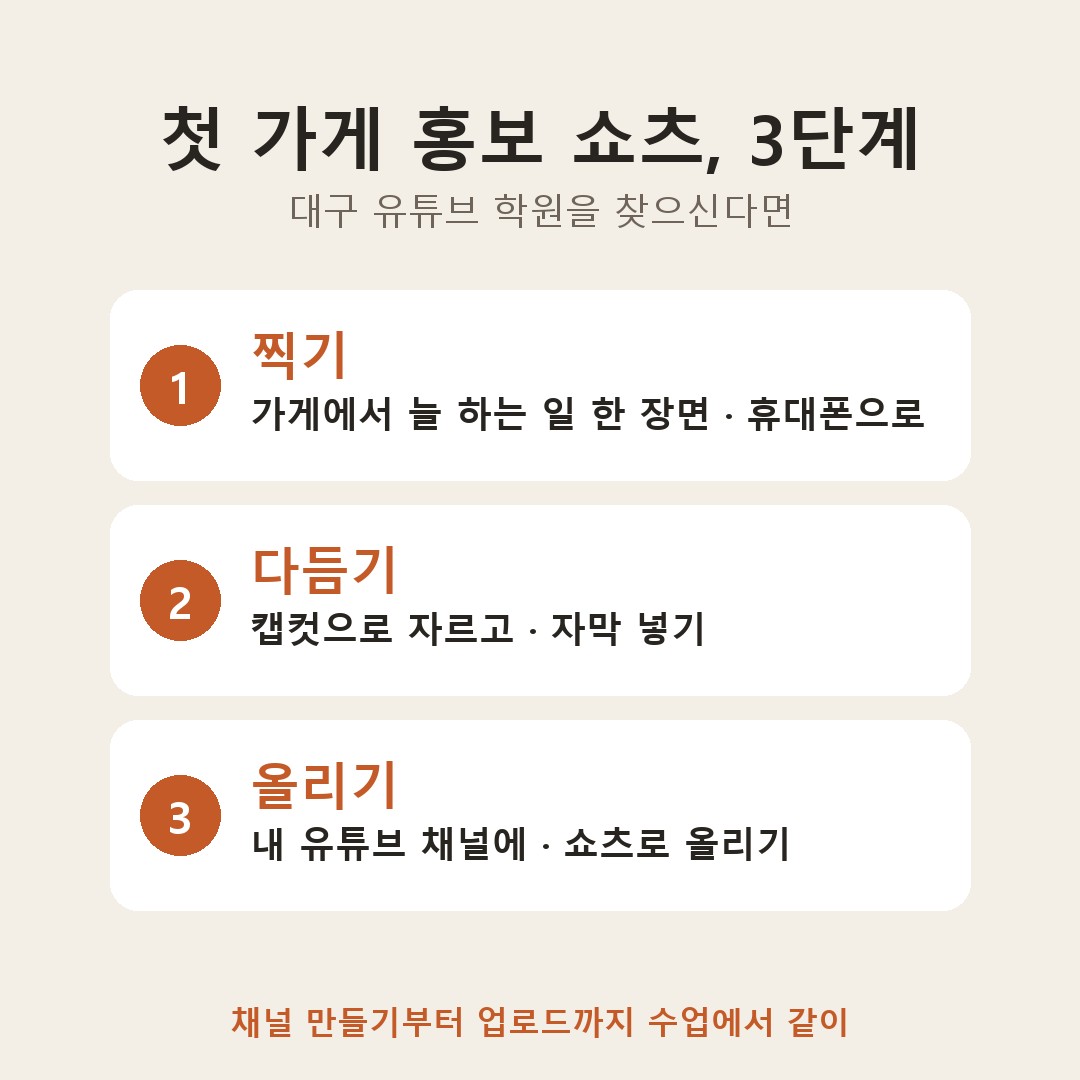 첫 가게 홍보 쇼츠, 3단계
대구 유튜브 학원을 찾으신다면
1
찍기
가게에서 늘 하는 일 한 장면 · 휴대폰으로
2
다듬기
캡컷으로 자르고 · 자막 넣기
3
올리기
내 유튜브 채널에 · 쇼츠로 올리기
채널 만들기부터 업로드까지 수업에서 같이